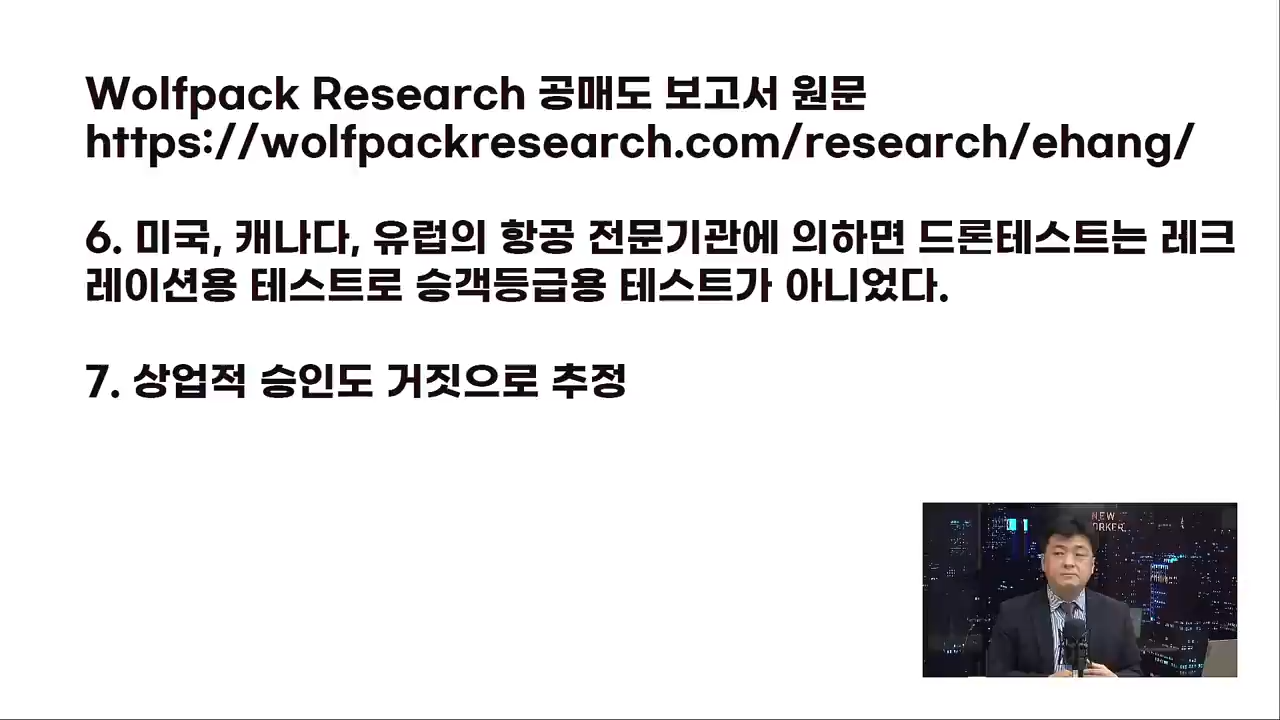 Wolfpack Research 공매도 보고서 원문
https://wolfpackresearch.com/research/ehang/
6. 미국, 캐나다, 유럽의 항공 전문기관에 의하면 드론테스트는 레크
레이션용 테스트로 승객등급용 테스트가 아니었다.
7. 상업적 승인도 거짓으로 추정
NEW
ORKER